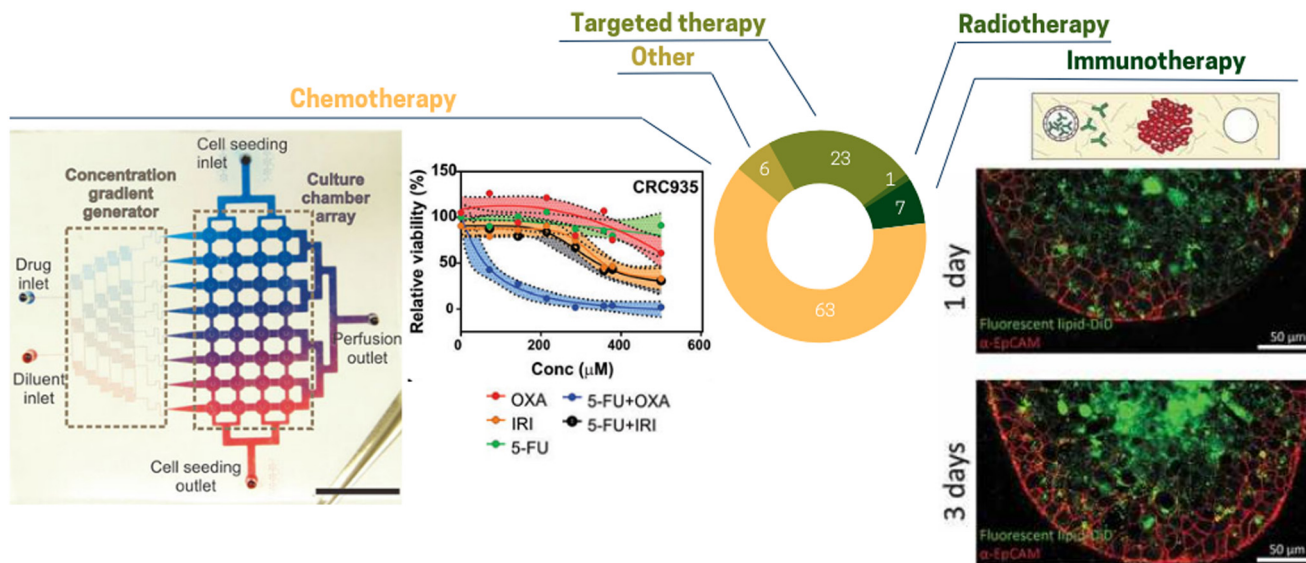 Targeted therapy
Radiotherapy
Other
Immunotherapy
Chemotherapy
Cell seeding
inlet
Concentration
gradient
generator
Culture
chamber
array
Drug
inlet
Diluent
inlet
Perfusion
outlet
Cell seeding
outlet
CRC935
Relative viability (%)
150
100
50
0
0
200
400
600
Conc (μM)
OXA
IRI
5-FU
5-FU+OXA
5-FU+IRI
6
23
1
7
63
1 day
Fluorescent lipid-DiD
α-EpCAM
50 μm
3 days
Fluorescent lipid-DiD
α-EpCAM
50 μm